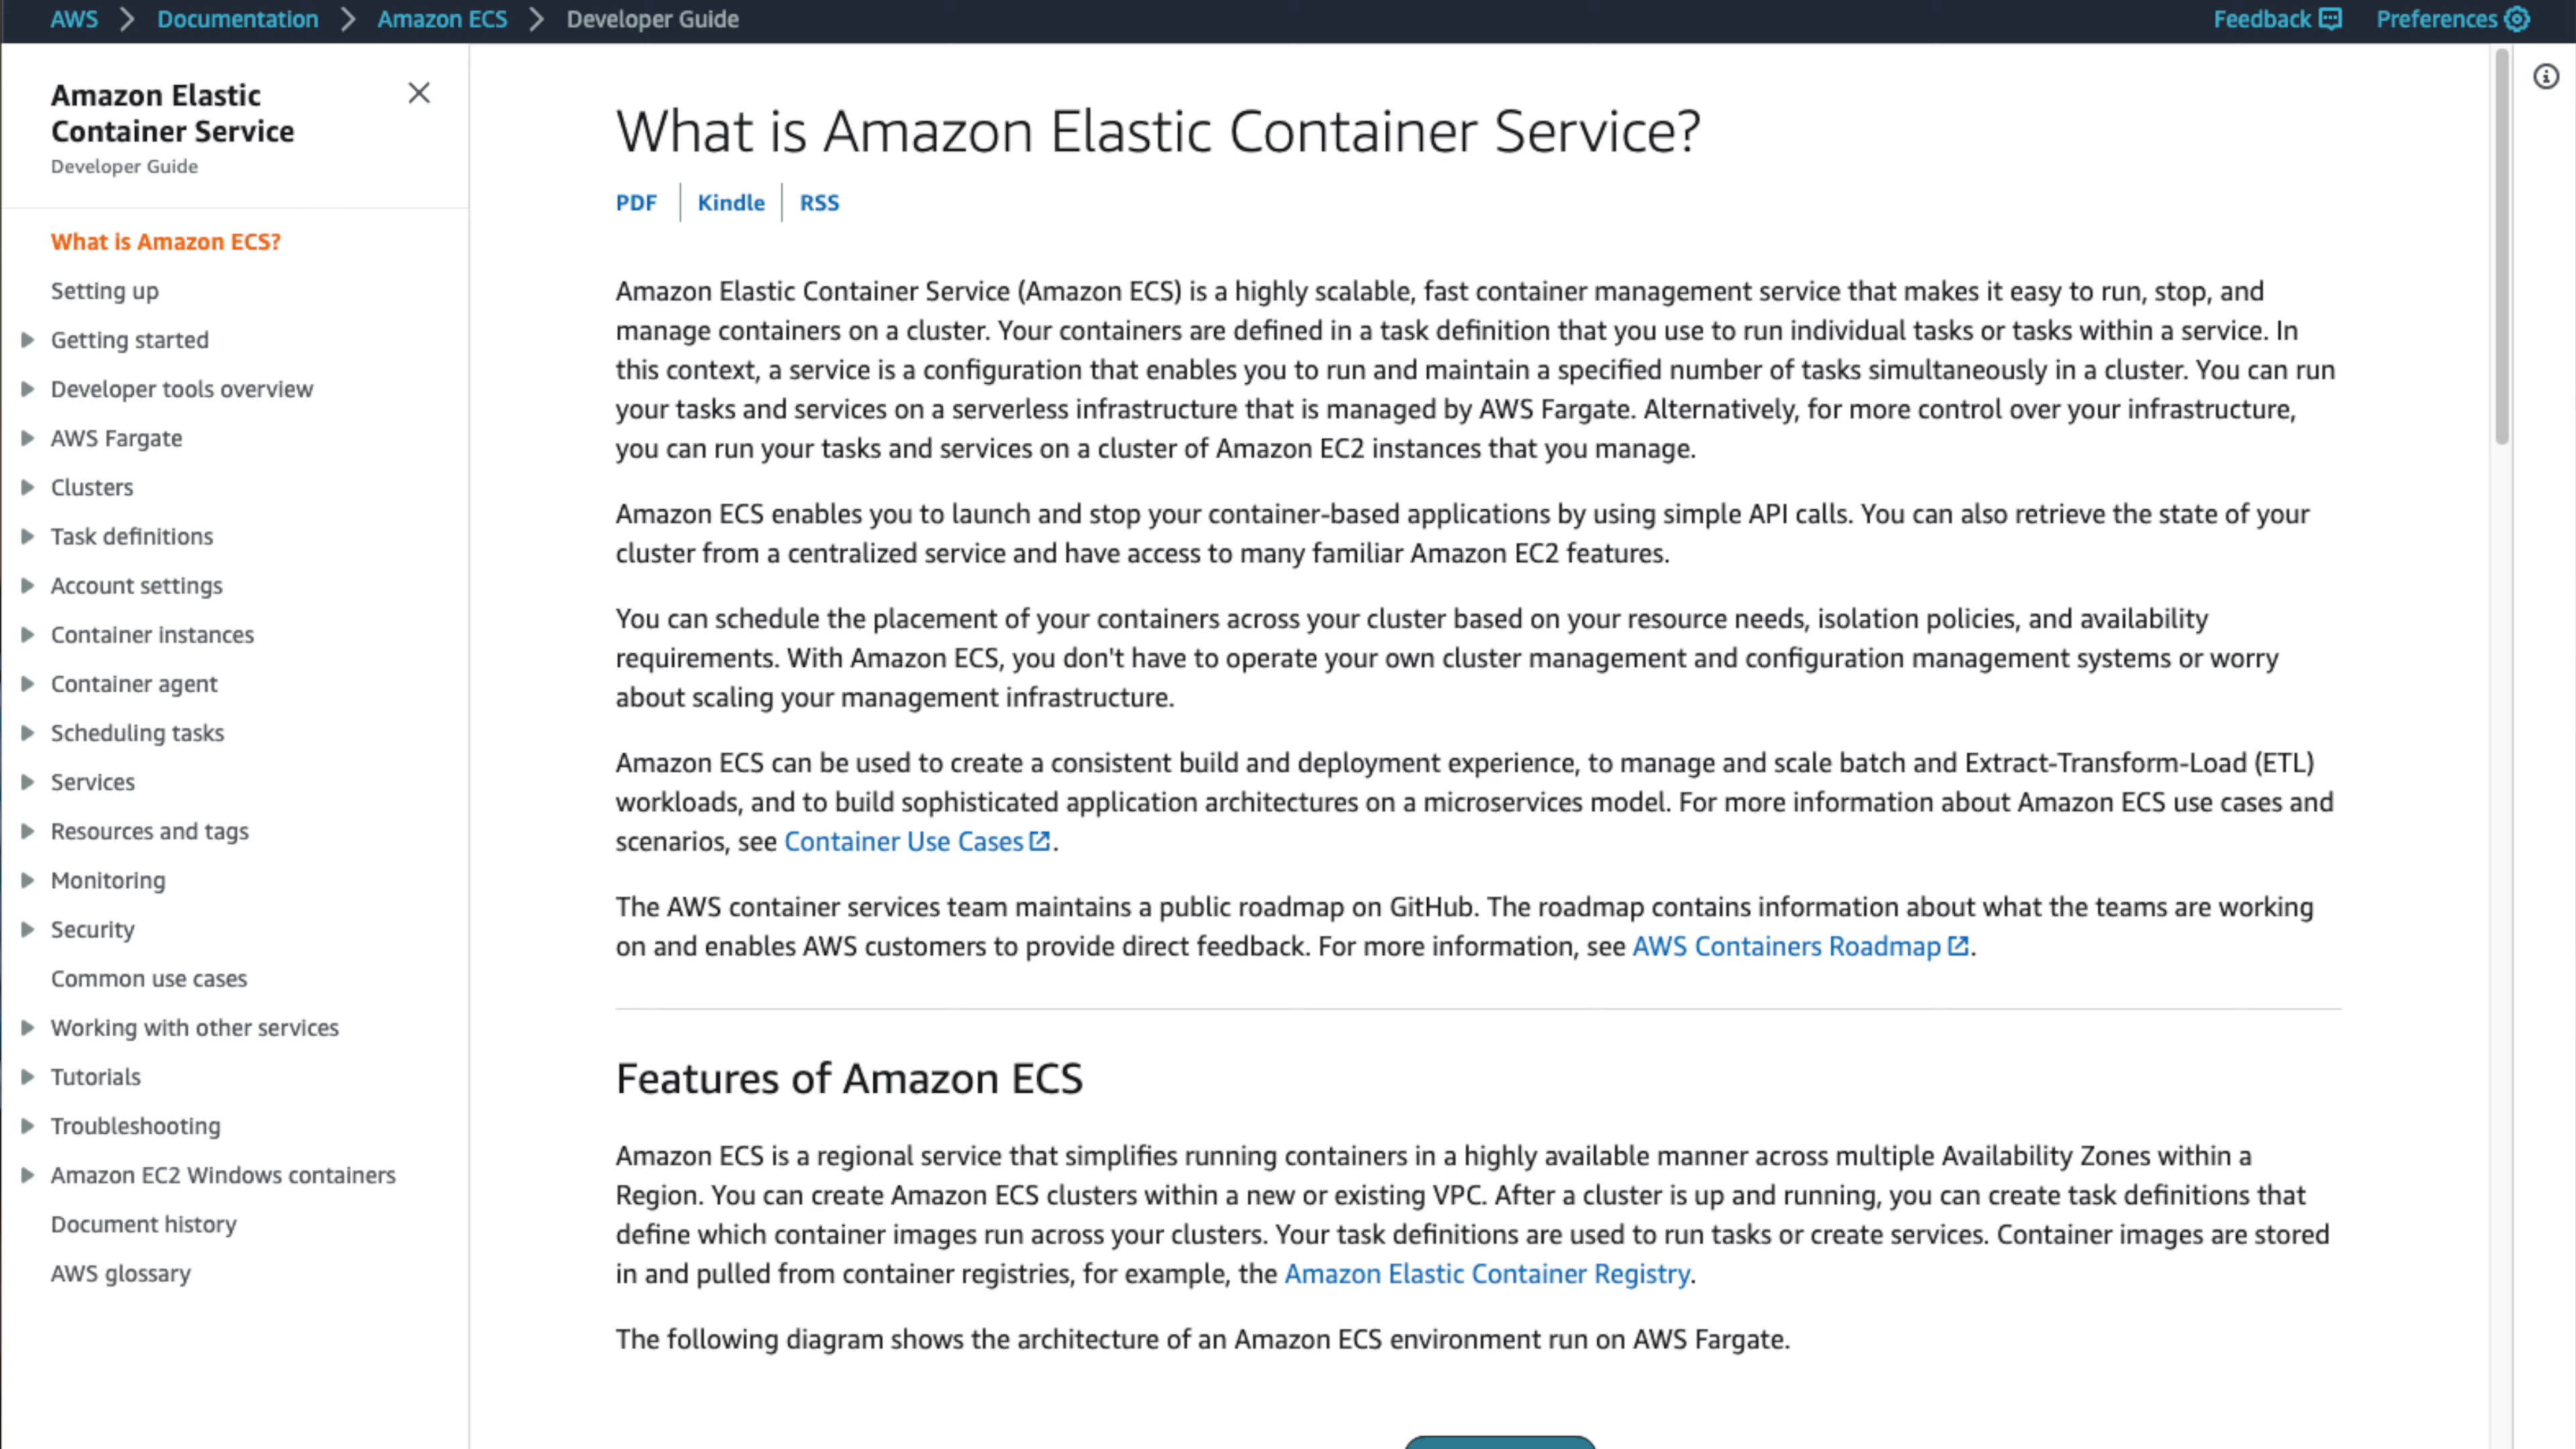 AWS > Documentation > Amazon ECS > Developer Guide
Feedback
Preferences
Amazon Elastic
Container Service
Developer Guide
What is Amazon ECS?
Setting up
Getting started
Developer tools overview
AWS Fargate
Clusters
Task definitions
Account settings
Container instances
Container agent
Scheduling tasks
Services
Resources and tags
Monitoring
Security
Common use cases
Working with other services
Tutorials
Troubleshooting
Amazon EC2 Windows containers
Document history
AWS glossary
What is Amazon Elastic Container Service?
PDF | Kindle | RSS
Amazon Elastic Container Service (Amazon ECS) is a highly scalable, fast container management service that makes it easy to run, stop, and
manage containers on a cluster. Your containers are defined in a task definition that you use to run individual tasks or tasks within a service. In
this context, a service is a configuration that enables you to run and maintain a specified number of tasks simultaneously in a cluster. You can run
your tasks and services on a serverless infrastructure that is managed by AWS Fargate. Alternatively, for more control over your infrastructure,
you can run your tasks and services on a cluster of Amazon EC2 instances that you manage.
Amazon ECS enables you to launch and stop your container-based applications by using simple API calls. You can also retrieve the state of your
cluster from a centralized service and have access to many familiar Amazon EC2 features.
You can schedule the placement of your containers across your cluster based on your resource needs, isolation policies, and availability
requirements. With Amazon ECS, you don't have to operate your own cluster management and configuration management systems or worry
about scaling your management infrastructure.
Amazon ECS can be used to create a consistent build and deployment experience, to manage and scale batch and Extract-Transform-Load (ETL)
workloads, and to build sophisticated application architectures on a microservices model. For more information about Amazon ECS use cases and
scenarios, see Container Use Cases.
The AWS container services team maintains a public roadmap on GitHub. The roadmap contains information about what the teams are working
on and enables AWS customers to provide direct feedback. For more information, see AWS Containers Roadmap.
Features of Amazon ECS
Amazon ECS is a regional service that simplifies running containers in a highly available manner across multiple Availability Zones within a
Region. You can create Amazon ECS clusters within a new or existing VPC. After a cluster is up and running, you can create task definitions that
define which container images run across your clusters. Your task definitions are used to run tasks or create services. Container images are stored
in and pulled from container registries, for example, the Amazon Elastic Container Registry.
The following diagram shows the architecture of an Amazon ECS environment run on AWS Fargate.